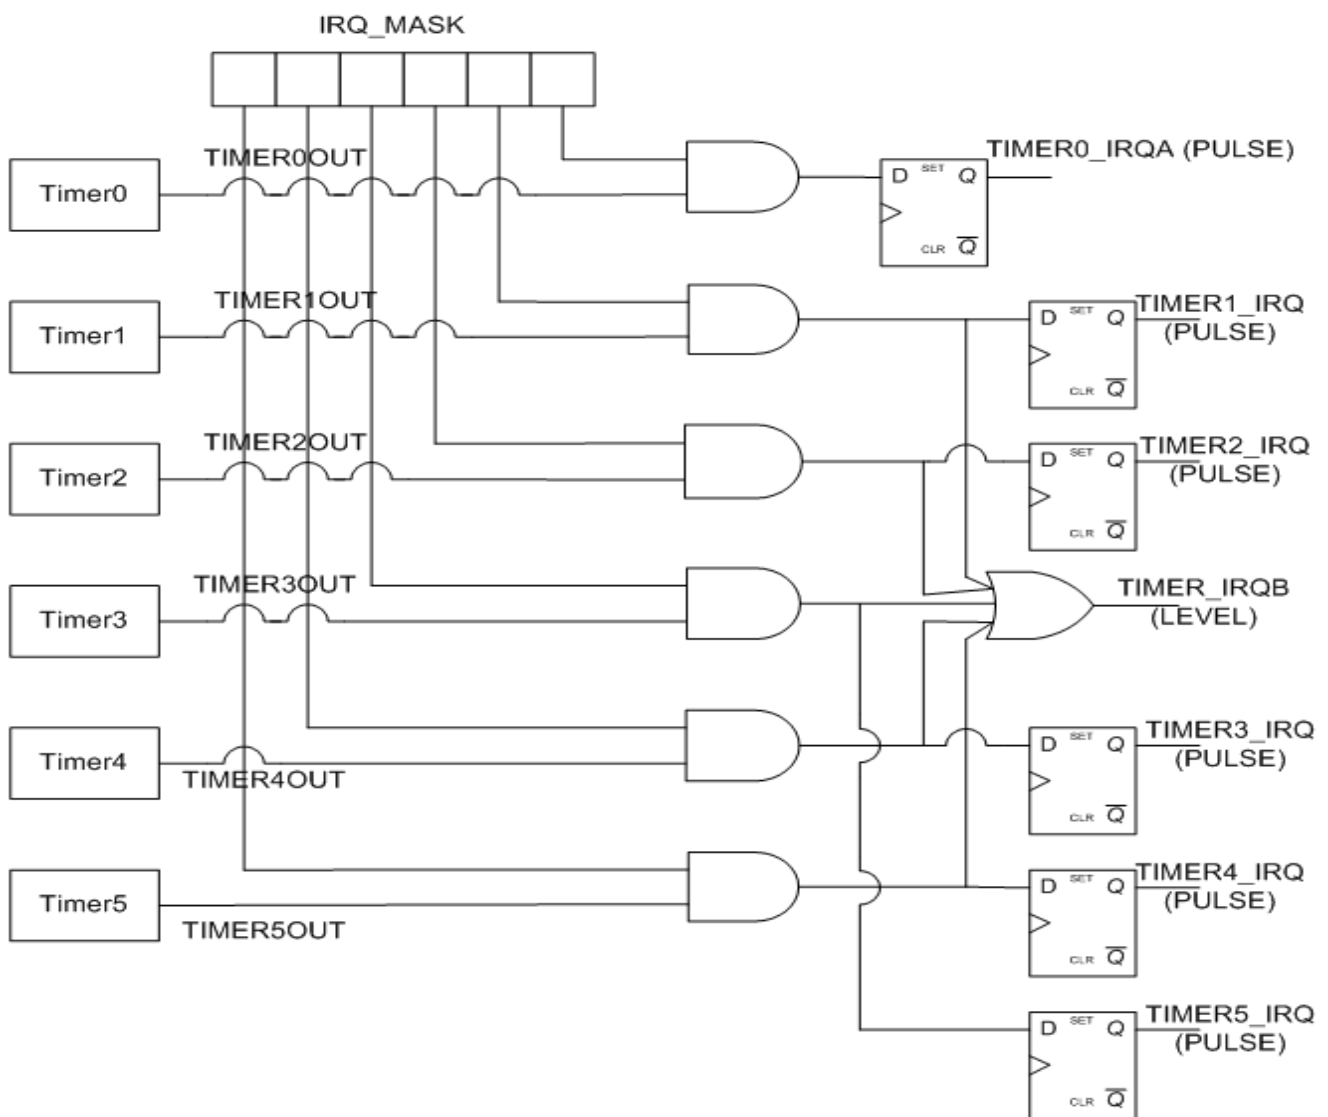 IRQ_MASK
TIMER0OUT
TIMER0_IRQA (PULSE)
Timer0
D SET Q
CLR Q
TIMER1OUT
TIMER1_IRQ
(PULSE)
Timer1
D SET Q
CLR Q
TIMER2OUT
TIMER2_IRQ
(PULSE)
Timer2
D SET Q
CLR Q
TIMER3OUT
TIMER_IRQB
(LEVEL)
Timer3
TIMER3_IRQ
(PULSE)
Timer4
D SET Q
TIMER4OUT
CLR Q
TIMER4_IRQ
(PULSE)
Timer5
D SET Q
TIMER5OUT
CLR Q
TIMER5_IRQ
(PULSE)
D SET Q
CLR Q